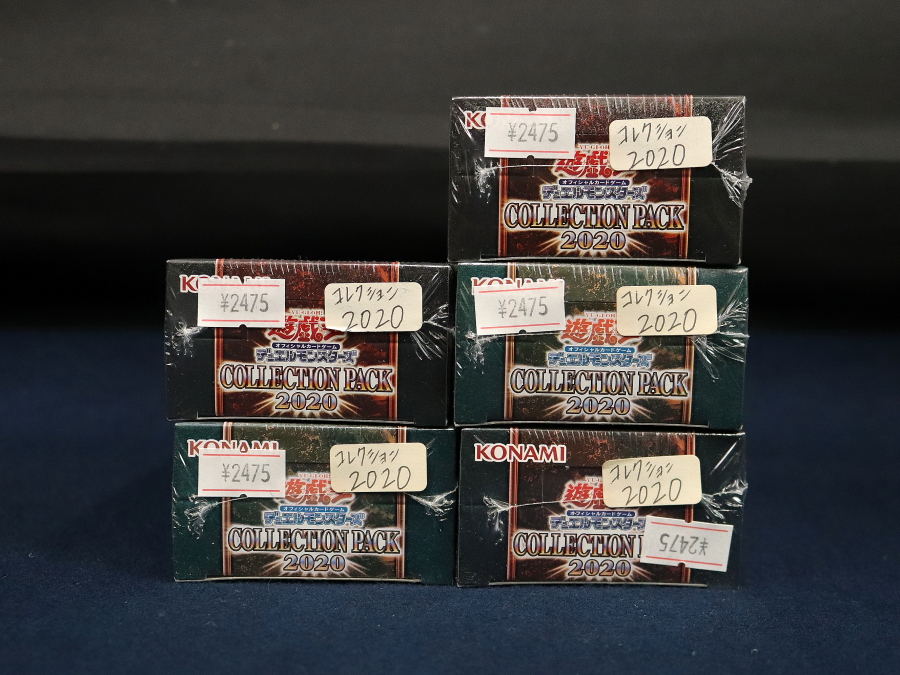 KO
¥2475
コレクション
2020
遊戯
オフィシャルカードゲーム
デュエルモンスターズ
COLLECTION PACK
2020
KONAMI
¥2475
コレクション
2020
遊戯
オフィシャルカードゲーム
デュエルモンスターズ
COLLECTION PACK
2020
KONAMI
¥2475
コレクション
2020
遊戯
オフィシャルカードゲーム
デュエルモンスターズ
COLLECTION PACK
2020
KONAMI
¥2475
コレクション
2020
遊戯
オフィシャルカードゲーム
デュエルモンスターズ
COLLECTION PACK
2020
KONAMI
コレクション
2020
遊戯
オフィシャルカードゲーム
デュエルモンスターズ
COLLECTION
¥2475
2020